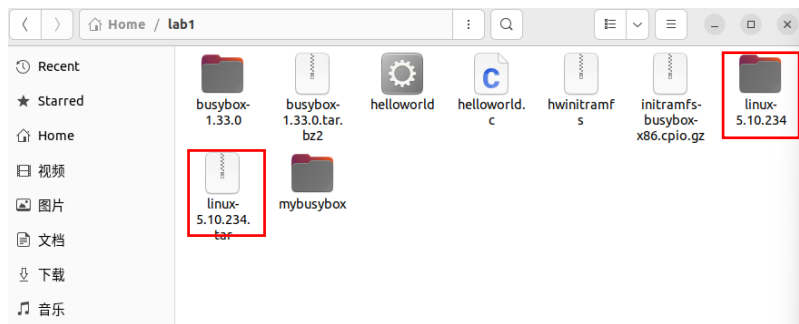 Home / lab1
Recent
Starred
Home
视频
图片
文档
下载
音乐
busybox-
1.33.0
busybox-
1.33.0.tar.
bz2
helloworld
helloworld.
c
hwinitramf
s
initramfs-
busybox-
x86.cpio.gz
linux-
5.10.234
linux-
5.10.234.
tar
mybusybox